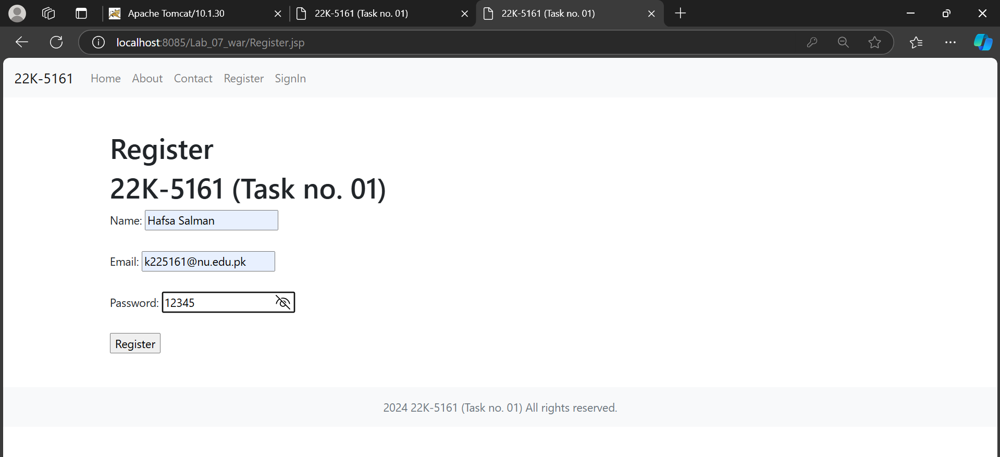 Apache Tomcat/10.1.30
22K-5161 (Task no. 01)
22K-5161 (Task no. 01)
localhost:8085/Lab_07_war/Register.jsp
22K-5161 Home About Contact Register SignIn
Register
22K-5161 (Task no. 01)
Name: Hafsa Salman
Email: k225161@nu.edu.pk
Password: 12345
Register
2024 22K-5161 (Task no. 01) All rights reserved.